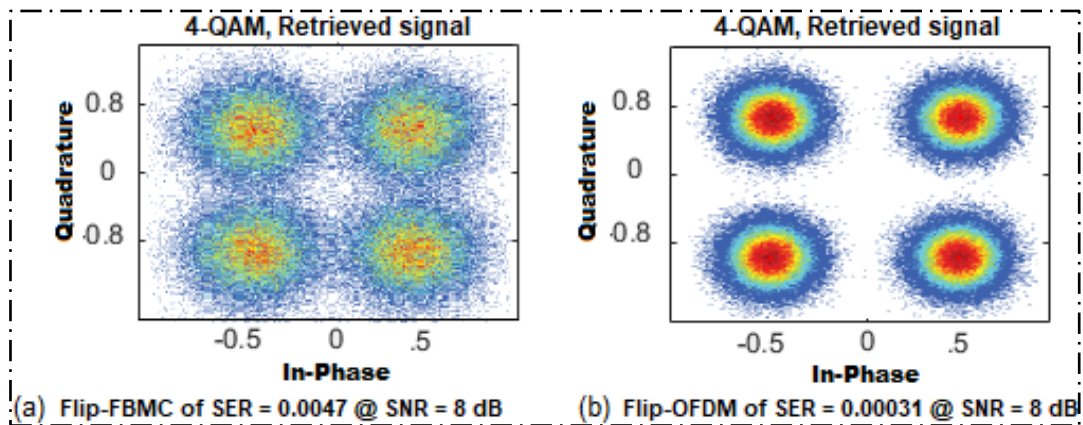 4-QAM, Retrieved signal
Quadrature
0.8
0
-0.8
-0.5 0 .5
In-Phase
(a) Flip-FBMC of SER = 0.0047 @ SNR = 8 dB
4-QAM, Retrieved signal
Quadrature
0.8
0
-0.8
-0.5 0 .5
In-Phase
(b) Flip-OFDM of SER = 0.00031 @ SNR = 8 dB